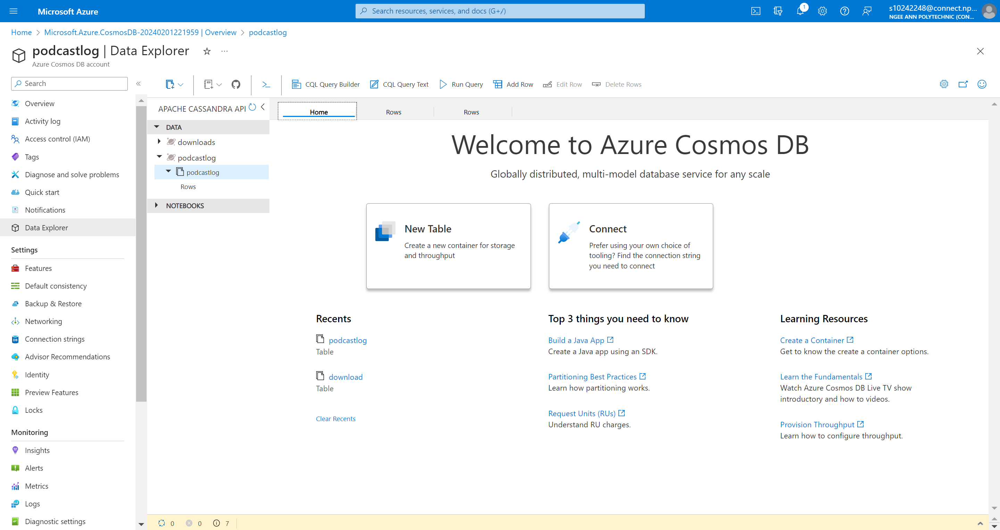 Microsoft Azure
Search resources, services, and docs (G+/)
1
s10242248@connect.np...
NGEE ANN POLYTECHNIC (CON...
Home > Microsoft.Azure.CosmosDB-20240201221959 | Overview > podcastlog
podcastlog | Data Explorer
...
Azure Cosmos DB account
Search
«
CQL Query Builder
CQL Query Text
Run Query
Add Row
Edit Row
Delete Rows
Overview
Activity log
Access control (IAM)
Tags
Diagnose and solve problems
Quick start
Notifications
Data Explorer
Settings
Features
Default consistency
Backup & Restore
Networking
DB
Connection strings
Advisor Recommendations
Identity
Preview Features
Locks
Monitoring
Insights
Alerts
Metrics
Logs
Diagnostic settings
APACHE CASSANDRA API
DATA
downloads
podcastlog
podcastlog
Rows
NOTEBOOKS
Home
Rows
Rows
Welcome to Azure Cosmos DB
Globally distributed, multi-model database service for any scale
New Table
Create a new container for storage
and throughput
Connect
Prefer using your own choice of
tooling? Find the connection string
you need to connect
Recents
podcastlog
Table
download
Table
Clear Recents
Top 3 things you need to know
Build a Java App
Create a Java app using an SDK.
Partitioning Best Practices
Learn how partitioning works.
Request Units (RUs)
Understand RU charges.
Learning Resources
Create a Container
Get to know the create a container options.
Learn the Fundamentals
Watch Azure Cosmos DB Live TV show
introductory and how to videos.
Provision Throughput
Learn how to configure throughput.
0
0
7